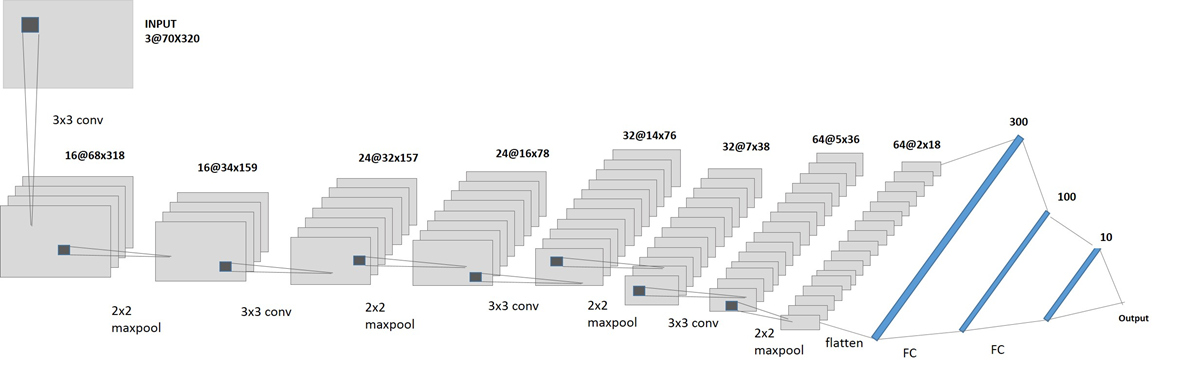 INPUT
3@70X320
3x3 conv
16@68x318
16@34x159
24@32x157
24@16x78
32@14x76
32@7x38
64@5x36
64@2x18
300
100
10
2x2
maxpool
3x3 conv
2x2
maxpool
3x3 conv
2x2
maxpool
3x3 conv
2x2
maxpool
flatten
FC
FC
Output